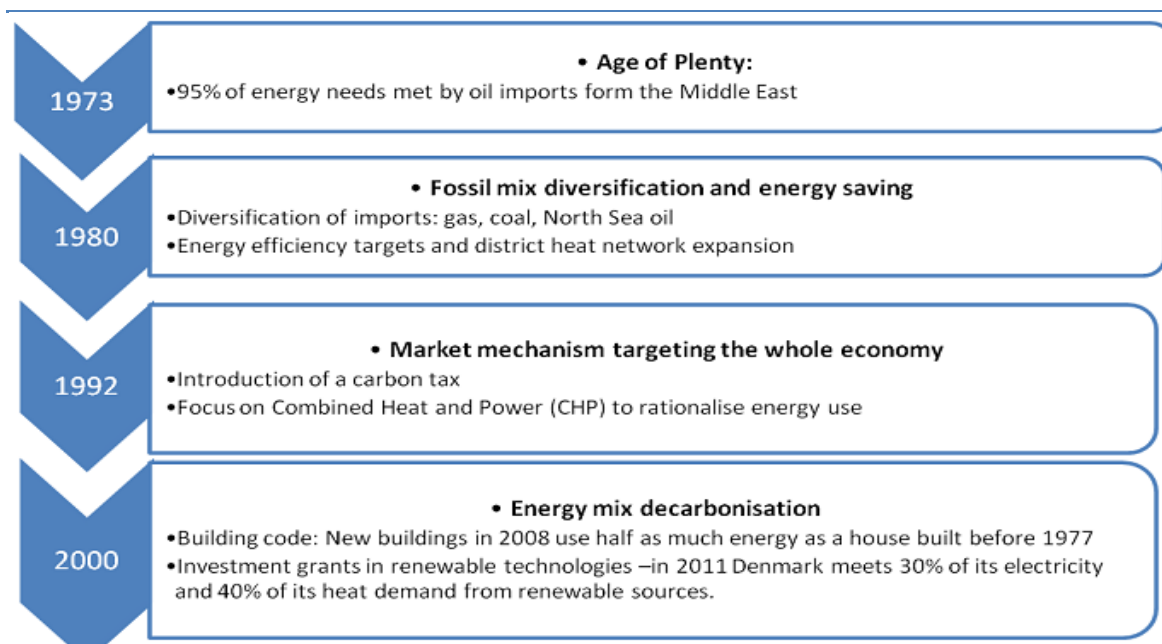 • Age of Plenty:
1973
•95% of energy needs met by oil imports form the Middle East
• Fossil mix diversification and energy saving
•Diversification of imports: gas, coal, North Sea oil
1980
•Energy efficiency targets and district heat network expansion
• Market mechanism targeting the whole economy
•Introduction of a carbon tax
1992
•Focus on Combined Heat and Power (CHP) to rationalise energy use
• Energy mix decarbonisation
•Building code: New buildings in 2008 use half as much energy as a house built before 1977
2000
•Investment grants in renewable technologies –in 2011 Denmark meets 30% of its electricity
and 40% of its heat demand from renewable sources.